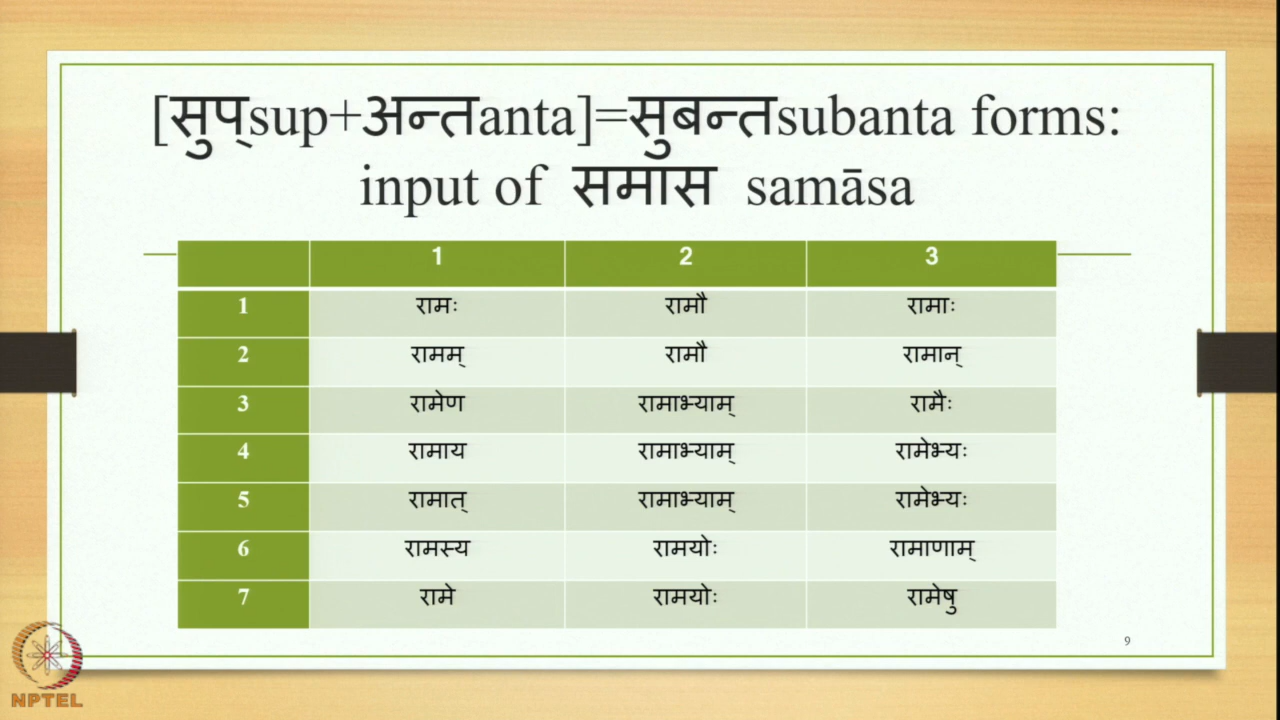 [सुप्sup+अन्तanta]=सुबन्तsubanta forms:
input of समास samāsa
1 2 3
1 रामः रामौ रामाः
2 रामम् रामौ रामान्
3 रामेण रामाभ्याम् रामैः
4 रामाय रामाभ्याम् रामेभ्यः
5 रामात् रामाभ्याम् रामेभ्यः
6 रामस्य रामयोः रामाणाम्
7 रामे रामयोः रामेषु
9
NPTEL